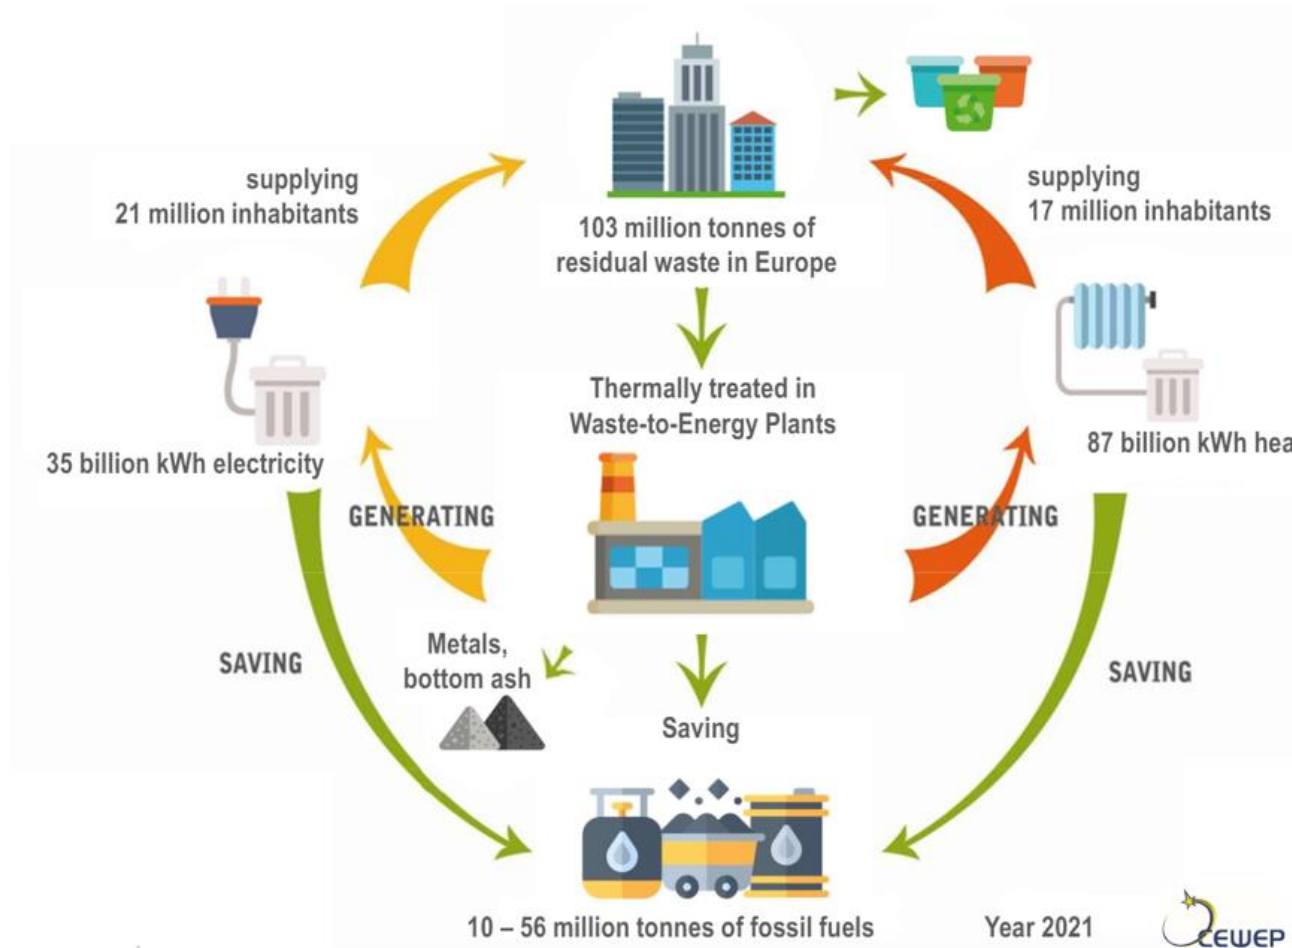 supplying
21 million inhabitants
supplying
17 million inhabitants
103 million tonnes of
residual waste in Europe
Thermally treated in
Waste-to-Energy Plants
35 billion kWh electricity
87 billion kWh hea
GENERATING
GENERATING
Metals,
bottom ash
SAVING
SAVING
Saving
10 – 56 million tonnes of fossil fuels
Year 2021
CEWEP